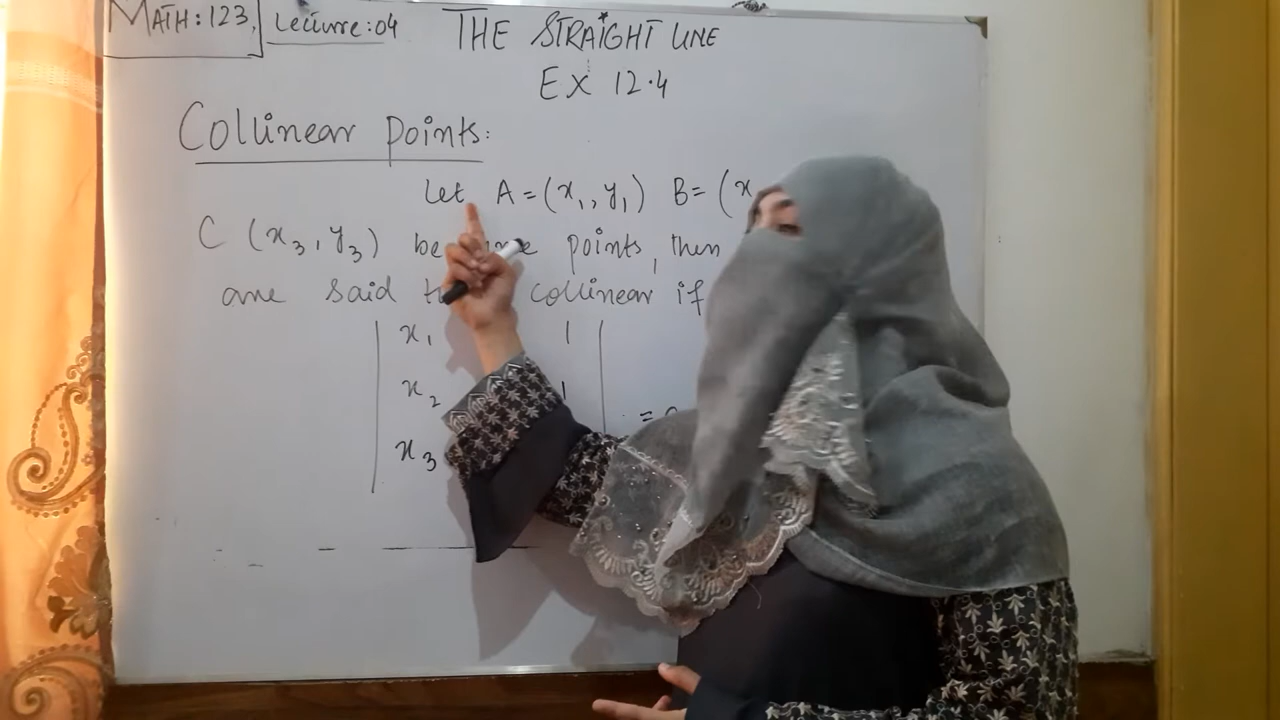 MATH:123, Lecture:04 THE STRAIGHT LINE
EX 12.4
Collinear points:
Let A=(x₁,y₁) B=(x
C (x₃,y₃) be points, then
are said collinear if
x₁ 1
x₂ 1
x₃
=